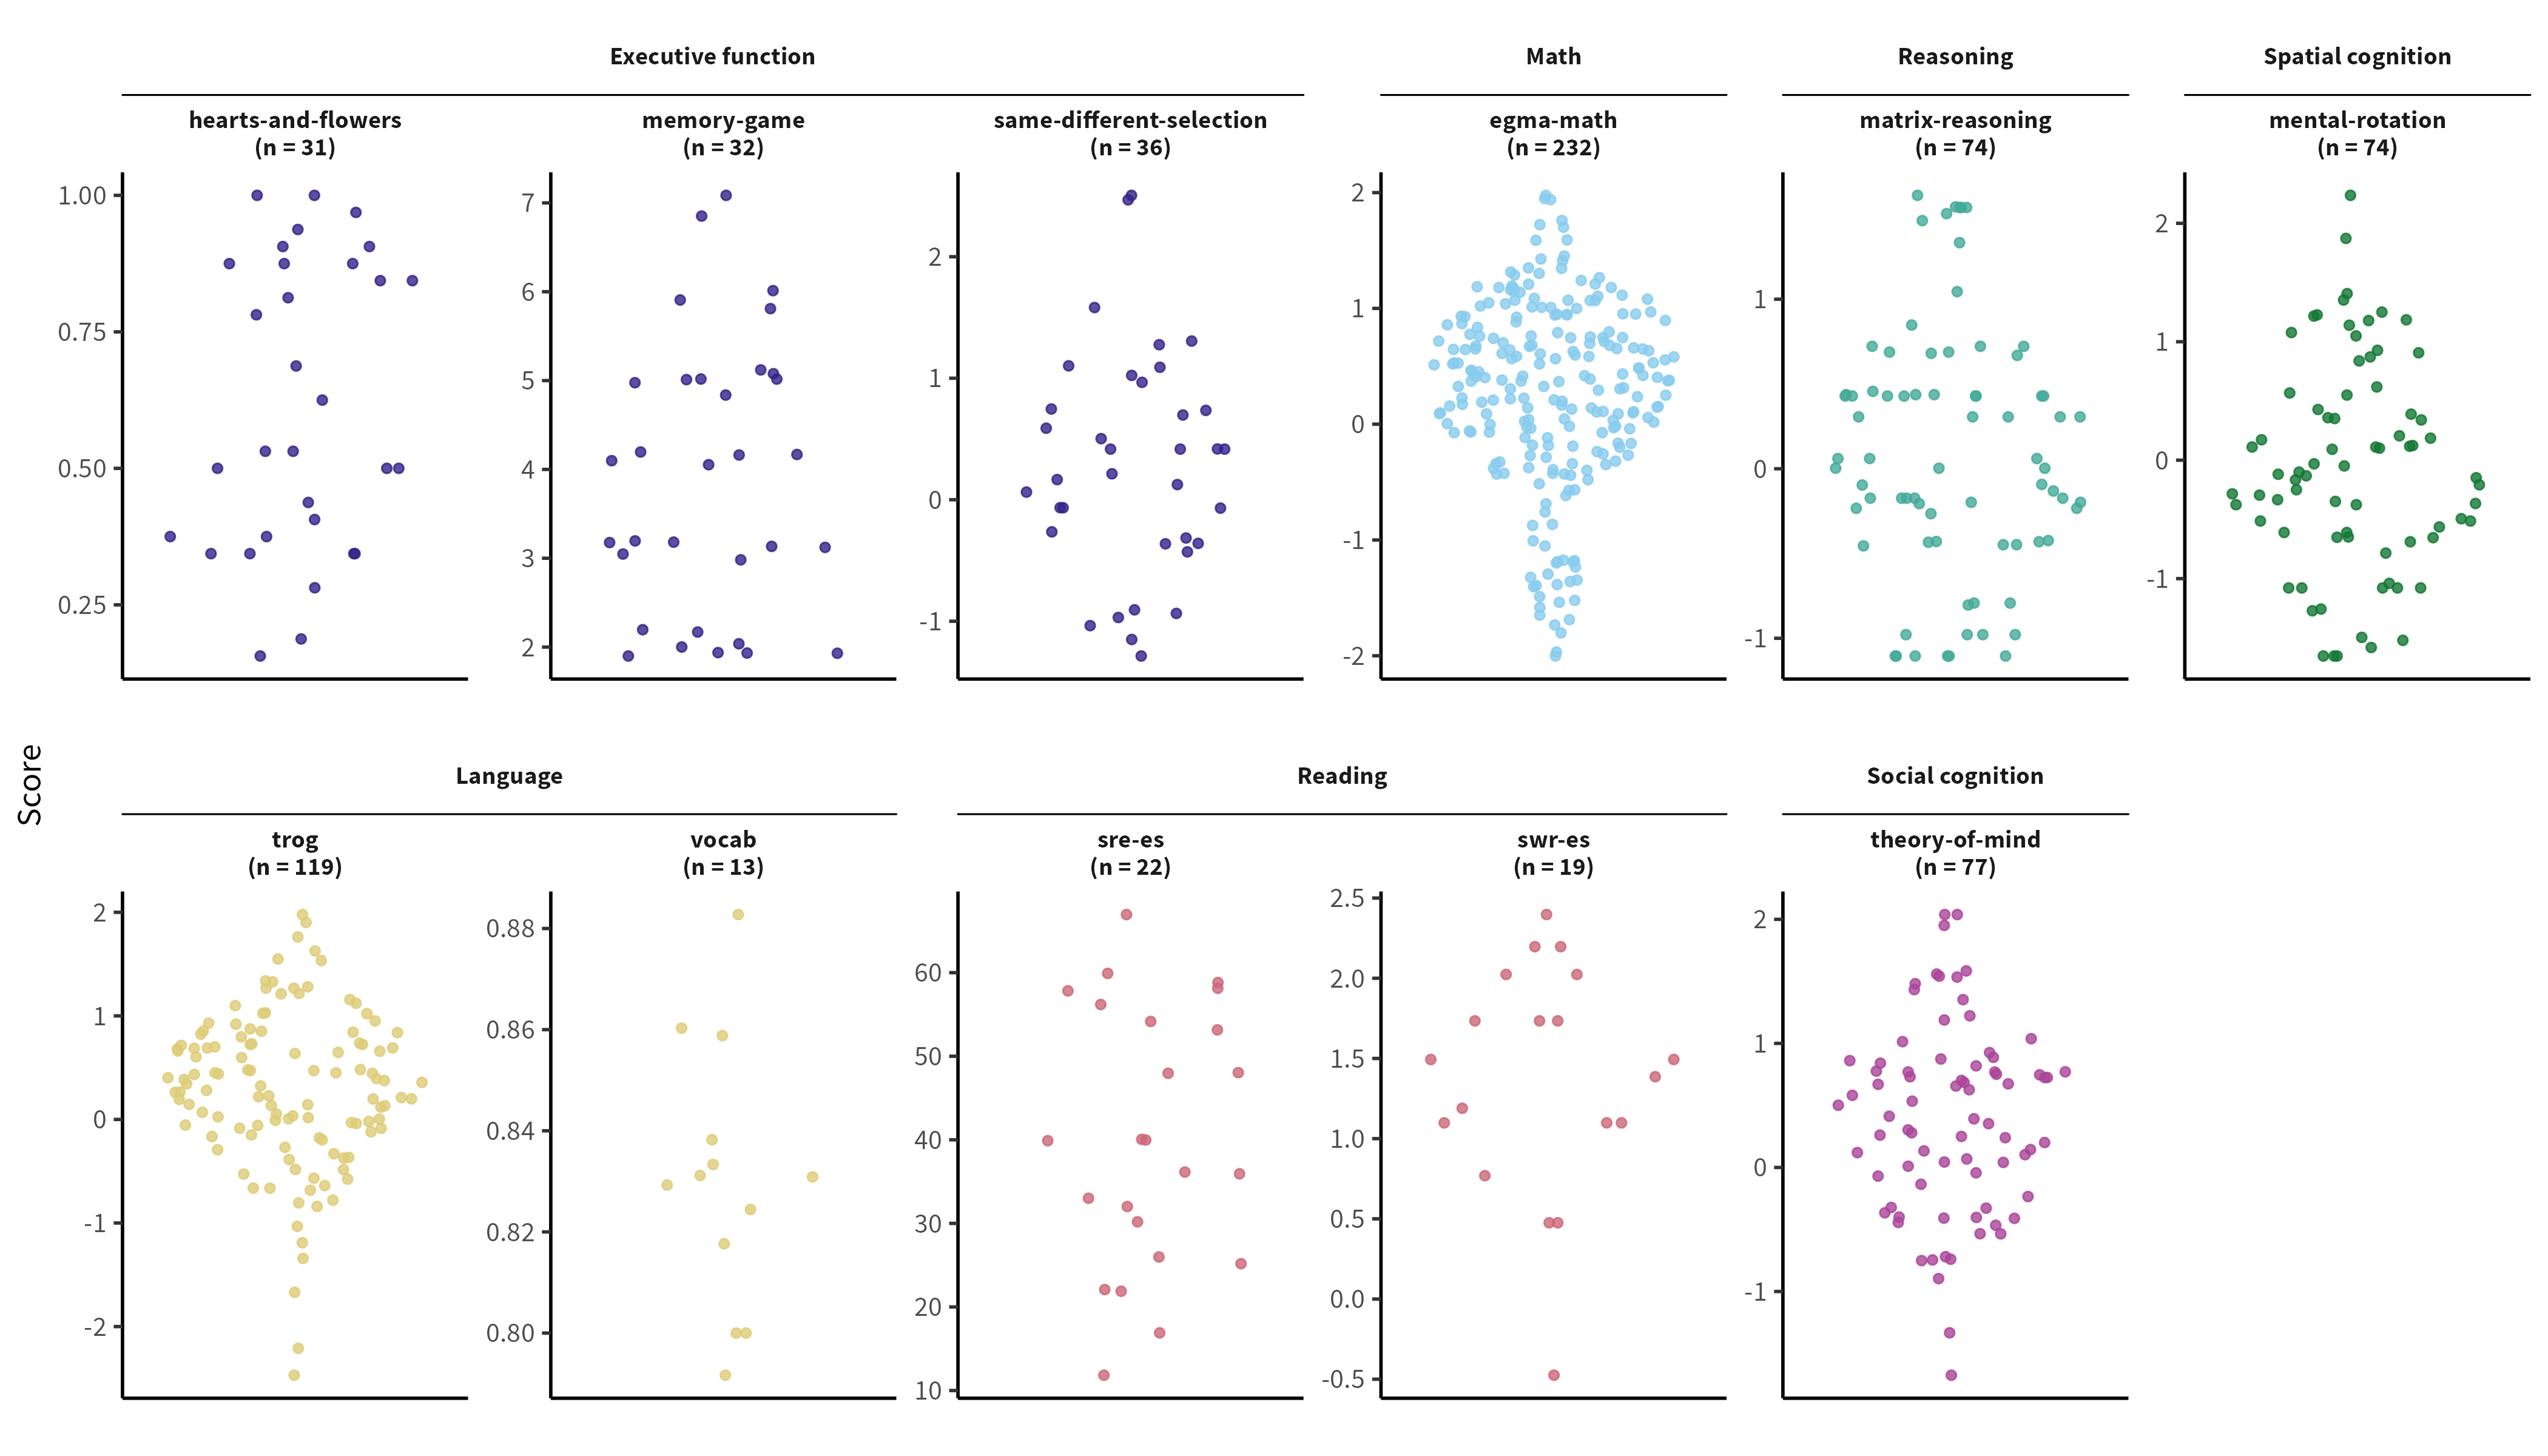 Executive function
Math
Reasoning
Spatial cognition
hearts-and-flowers
(n = 31)
memory-game
(n = 32)
same-different-selection
(n = 36)
egma-math
(n = 232)
matrix-reasoning
(n = 74)
mental-rotation
(n = 74)
1.00
0.75
0.50
0.25
7
6
5
4
3
2
2
1
0
-1
2
1
0
-1
-2
1
0
-1
2
1
0
-1
Score
Language
Reading
Social cognition
trog
(n = 119)
vocab
(n = 13)
sre-es
(n = 22)
swr-es
(n = 19)
theory-of-mind
(n = 77)
2
1
0
-1
-2
0.88
0.86
0.84
0.82
0.80
60
50
40
30
20
10
2.5
2.0
1.5
1.0
0.5
0.0
-0.5
2
1
0
-1